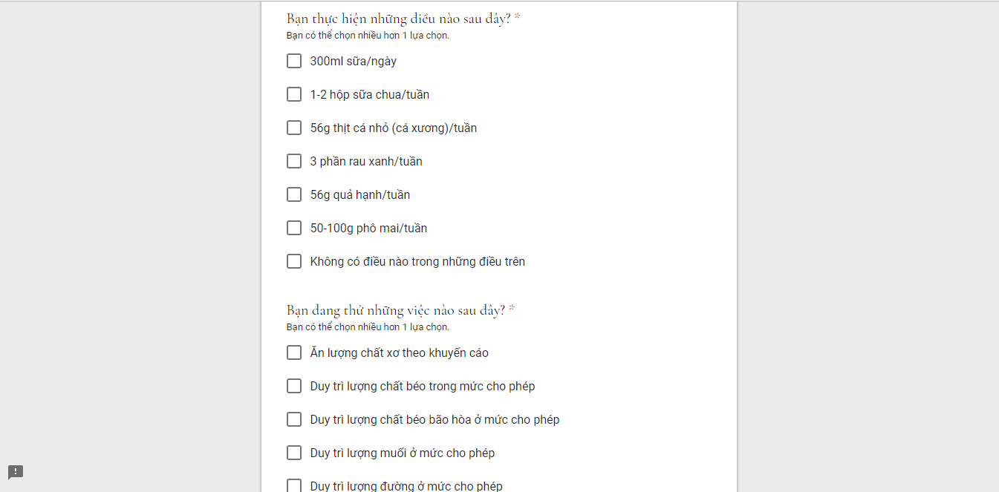 Bạn thực hiện những điều nào sau đây? *
Bạn có thể chọn nhiều hơn 1 lựa chọn.
300ml sữa/ngày
1-2 hộp sữa chua/tuần
56g thịt cá nhỏ (cá xương)/tuần
3 phần rau xanh/tuần
56g quả hạnh/tuần
50-100g phô mai/tuần
Không có điều nào trong những điều trên
Bạn đang thử những việc nào sau đây? *
Bạn có thể chọn nhiều hơn 1 lựa chọn.
Ăn lượng chất xơ theo khuyến cáo
Duy trì lượng chất béo trong mức cho phép
Duy trì lượng chất béo bão hòa ở mức cho phép
Duy trì lượng muối ở mức cho phép
Duy trì lượng đường ở mức cho phép